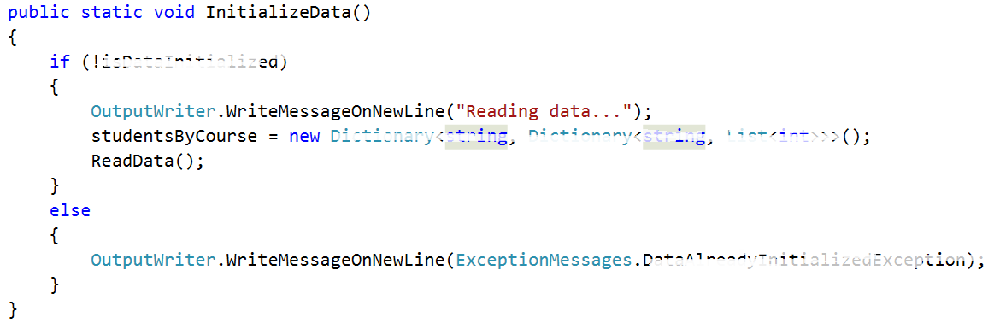 public static void InitializeData()
{
if (!isDataInitialized)
{
OutputWriter.WriteMessageOnNewLine("Reading data...");
studentsByCourse = new Dictionary<string, Dictionary<string, List<int>>>();
ReadData();
}
else
{
OutputWriter.WriteMessageOnNewLine(ExceptionMessages.DataAlreadyInitializedException);
}
}